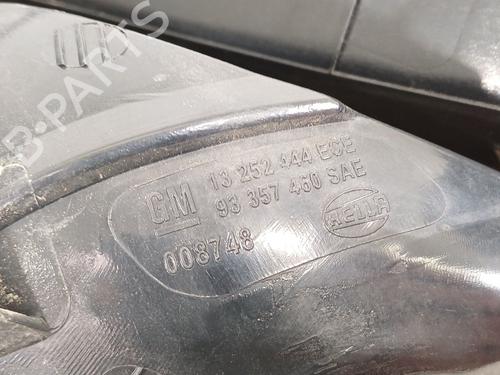 GM 13 252 444 ECE
93 357 460 SAE
008748 HELLA
B-PARTS